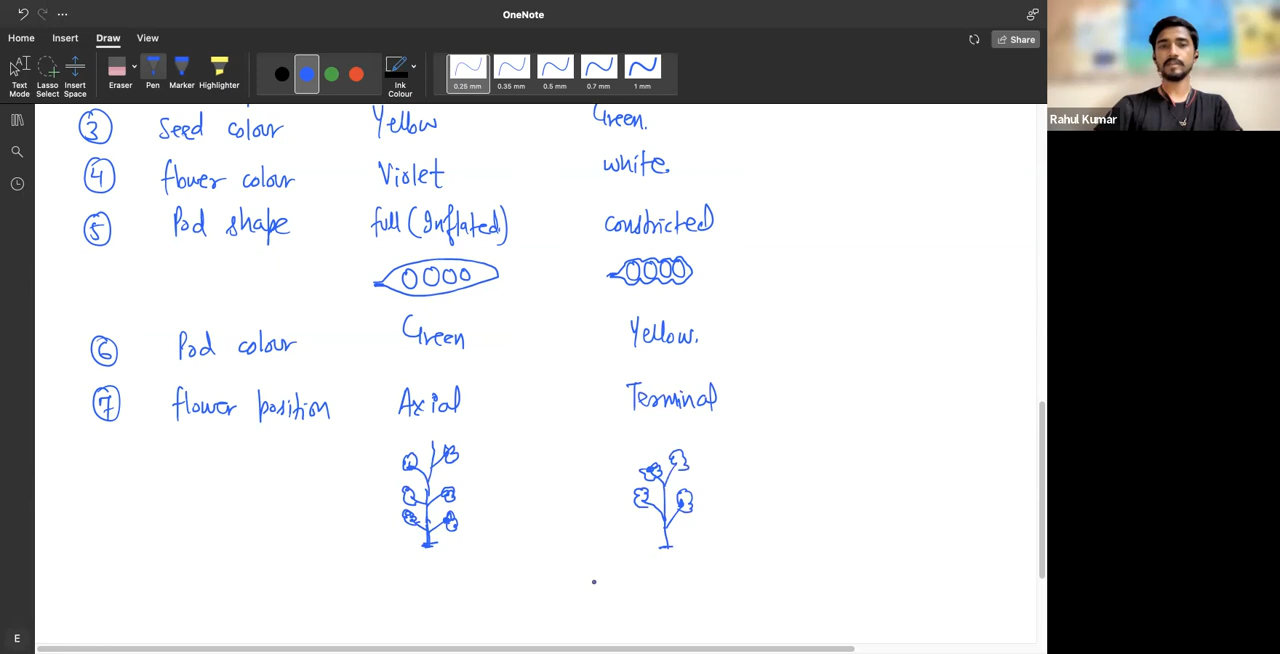 OneNote
Home Insert Draw View
Share
Text Mode Lasso Select Insert Space Eraser Pen Marker Highlighter Ink Colour 0.25 mm 0.35 mm 0.5 mm 0.7 mm 1 mm
Rahul Kumar
3 Seed colour Yellow Green.
4 flower colour Violet white.
5 Pod shape full (Inflated) constricted
6 Pod colour Green Yellow.
7 flower position Axial Terminal
E